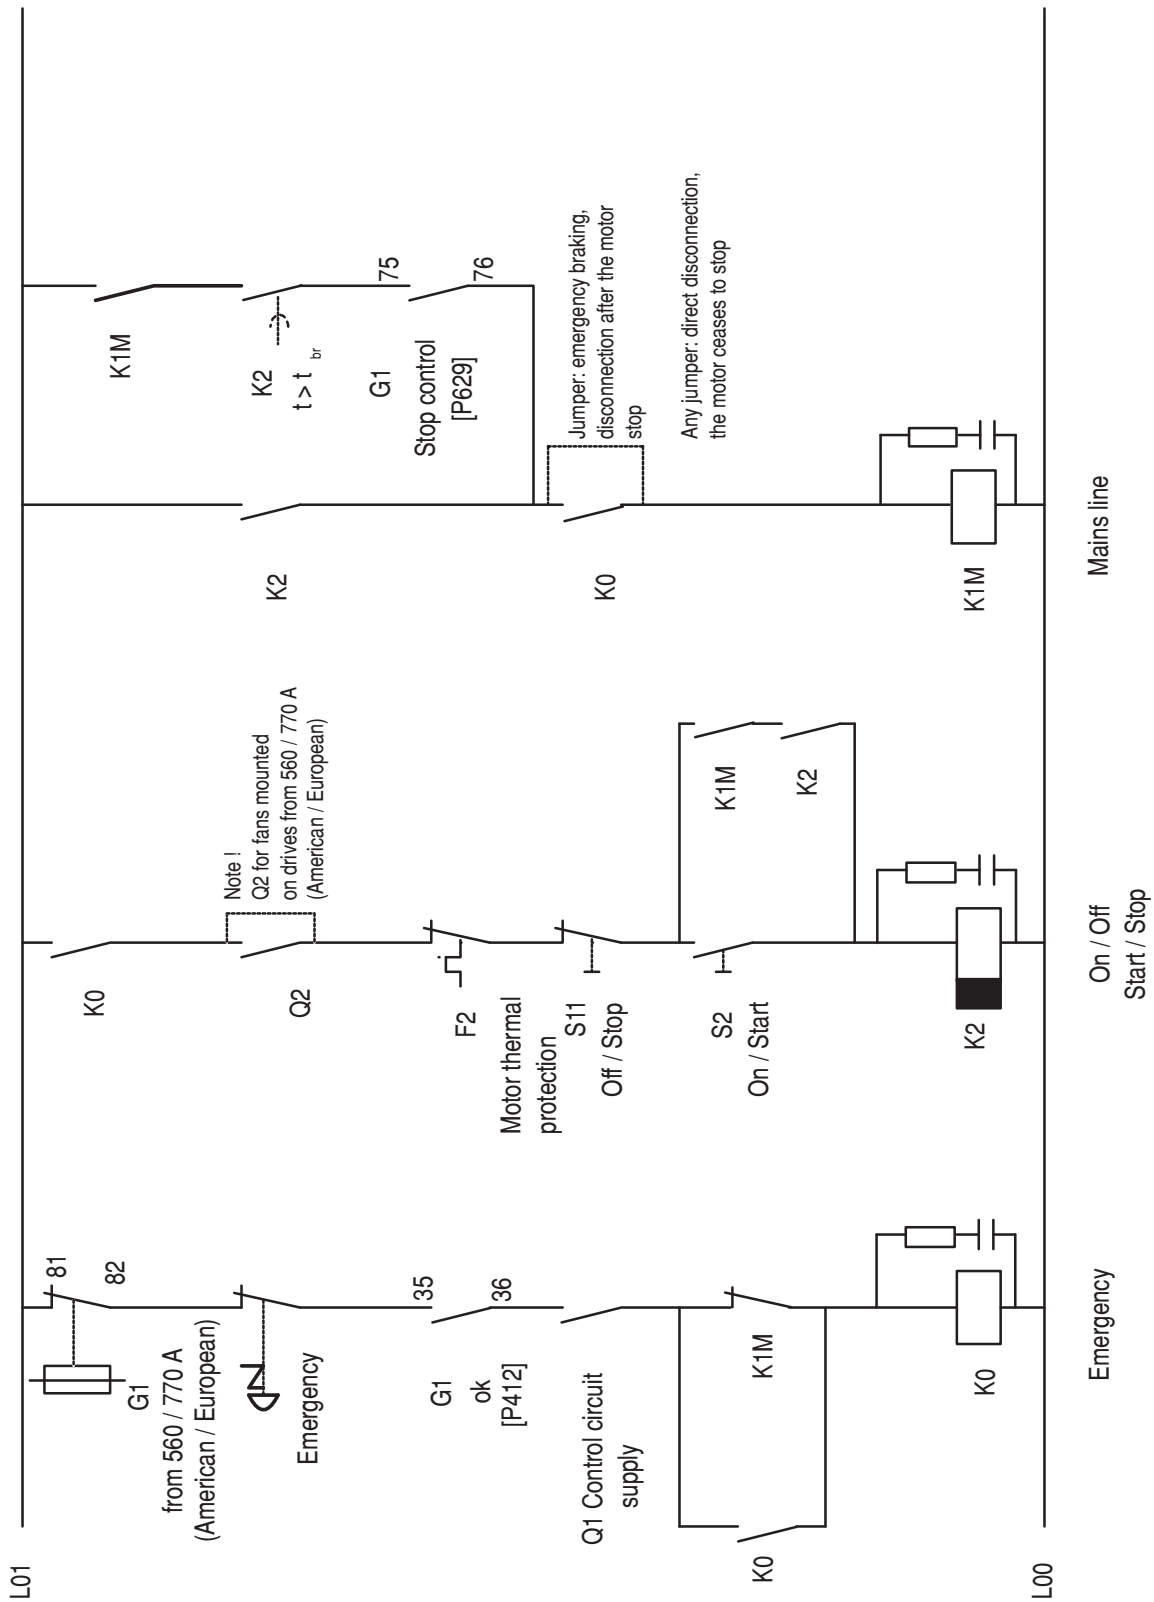 L01
L00
G1
81
82
from 560 / 770 A
(American / European)
Emergency
G1
ok
[P412]
35
36
Q1 Control circuit
supply
K0
K1M
K0
Emergency
K0
Note !
Q2 for fans mounted
on drives from 560 / 770 A
(American / European)
Q2
F2
Motor thermal
protection
S11
Off / Stop
S2
On / Start
K1M
K2
K2
On / Off
Start / Stop
K1M
K2
t > t br
G1
75
76
Stop control
[P629]
K2
Jumper: emergency braking,
disconnection after the motor
stop
Any jumper: direct disconnection,
the motor ceases to stop
K0
K1M
Mains line